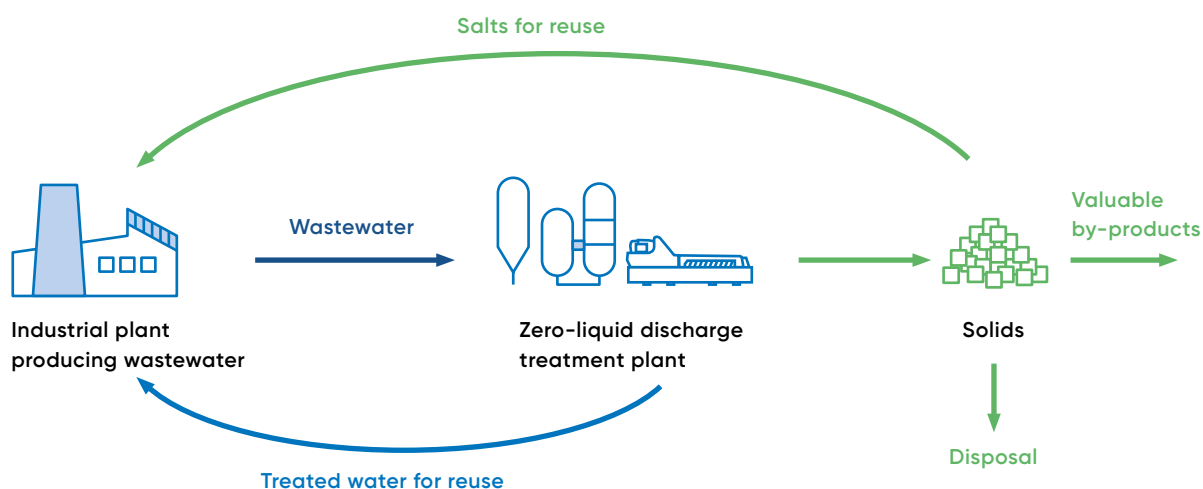 Salts for reuse
Wastewater
Valuable
by-products
Industrial plant
producing wastewater
Zero-liquid discharge
treatment plant
Solids
Disposal
Treated water for reuse